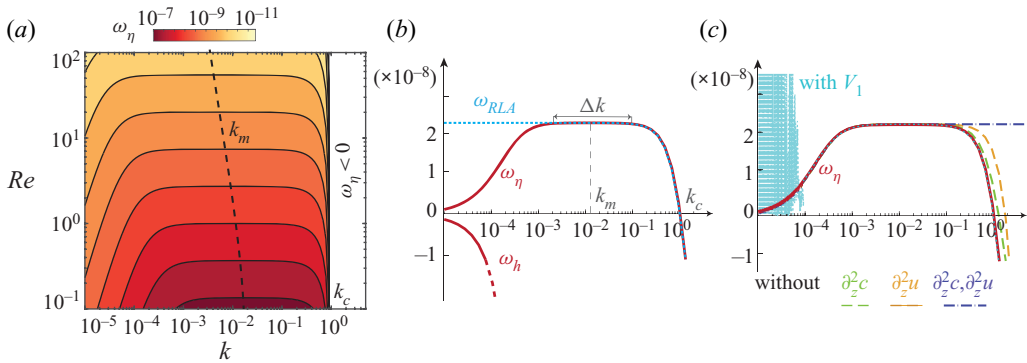 (a)
ω_η
10^−7 10^−9 10^−11
Re
10^2
10^1
10^0
10^−1
k_m
ω_η < 0
k_c
10^−5 10^−4 10^−3 10^−2 10^−1 10^0
k
(b)
(×10^−8)
4
2
0
−1
ω_RLA
Δk
ω_η
k_m
k_c
ω_h
10^−4 10^−3 10^−2 10^−1 10^0
(c)
(×10^−8)
4
2
0
−1
with V_1
ω_η
10^−4 10^−3 10^−2 10^−1 10^0
without ∂_z^2c ∂_z^2u ∂_z^2c,∂_z^2u